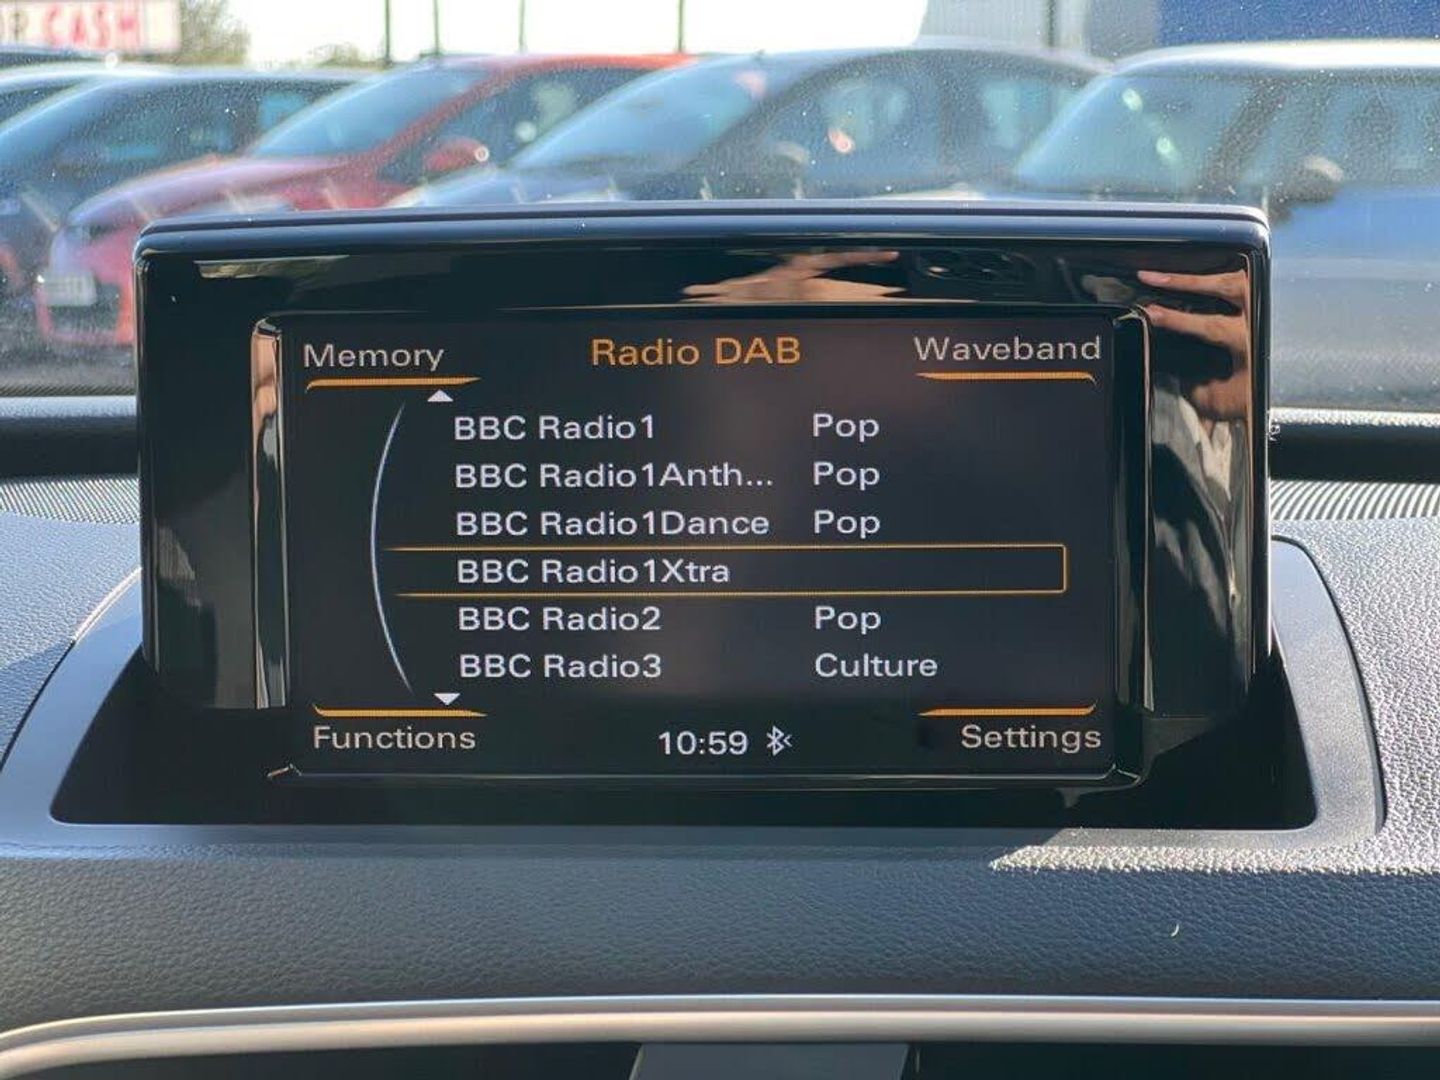 CASH
Memory Radio DAB Waveband
BBC Radio1 Pop
BBC Radio1Anth... Pop
BBC Radio1Dance Pop
BBC Radio1Xtra
BBC Radio2 Pop
BBC Radio3 Culture
Functions 10:59 Settings